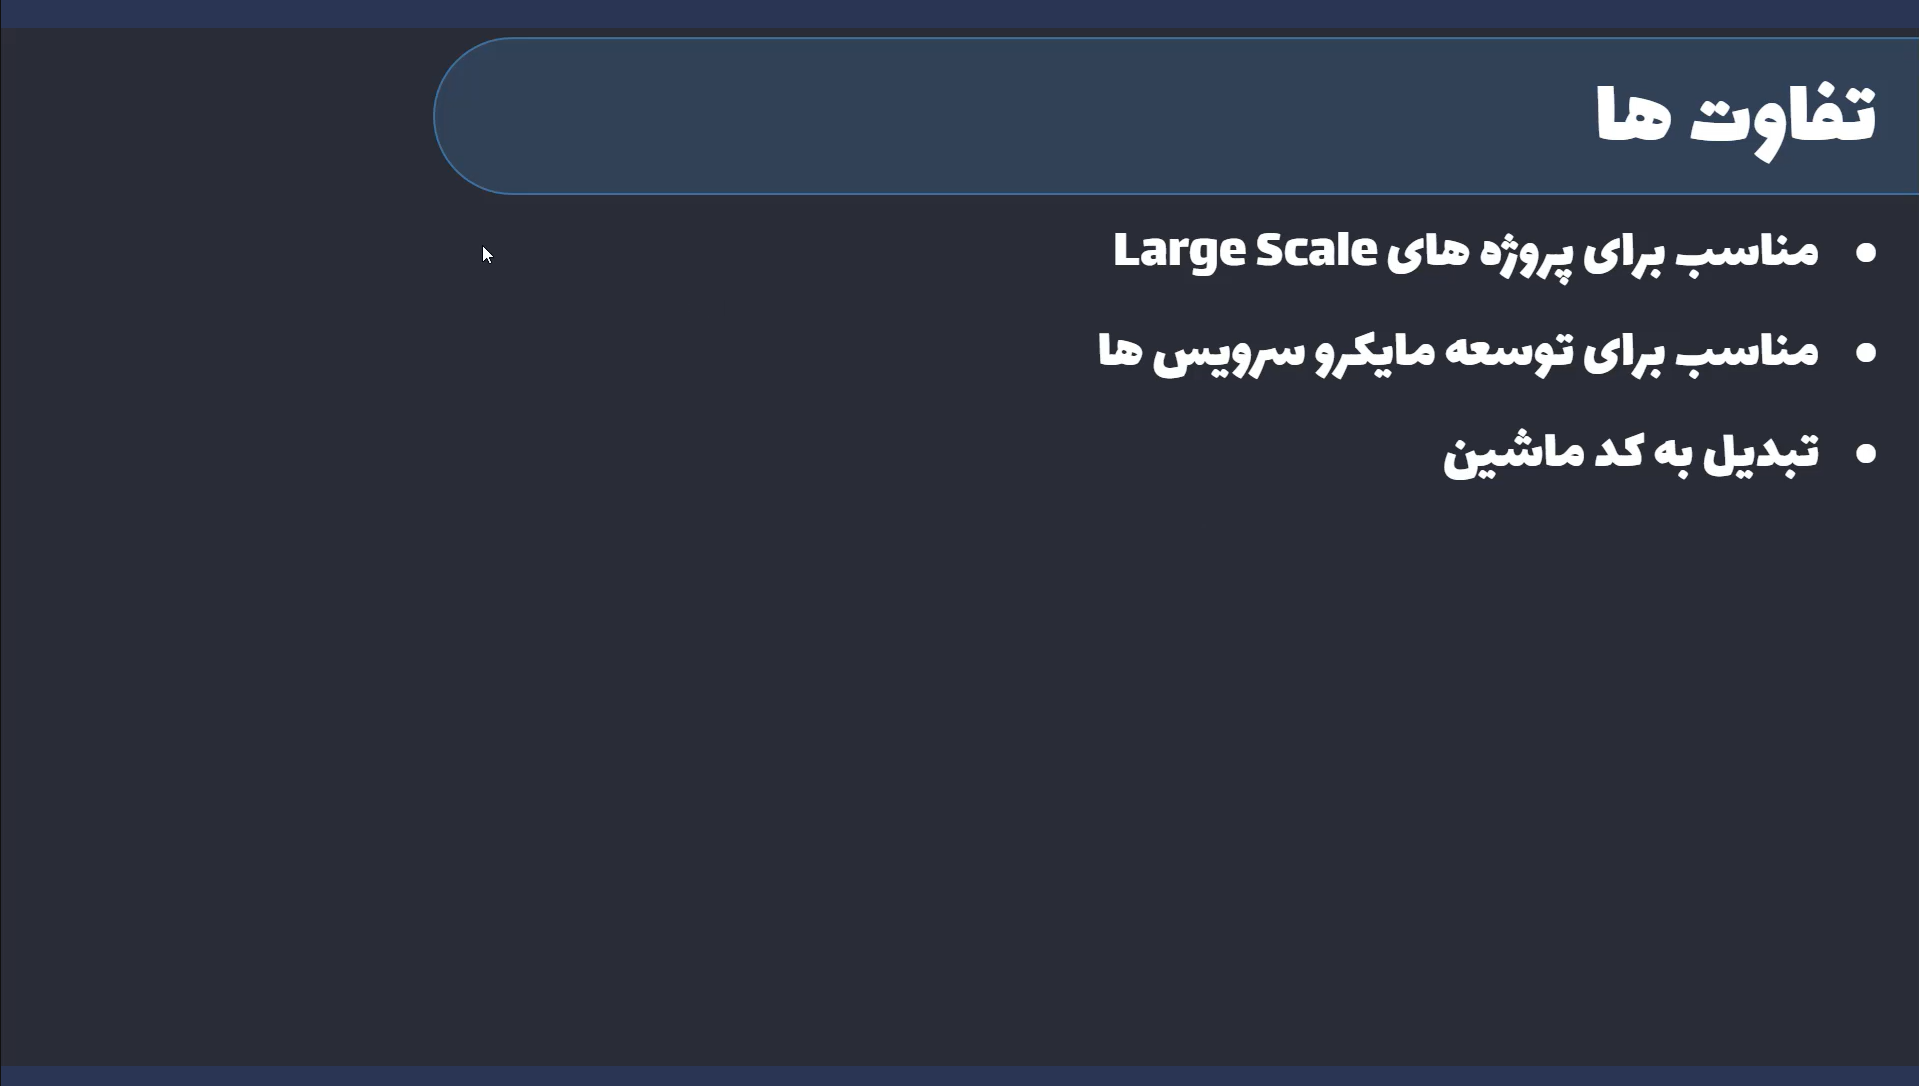 تفاوت ها
• مناسب برای پروژه های Large Scale
• مناسب برای توسعه مایکرو سرویس ها
• تبدیل به کد ماشین